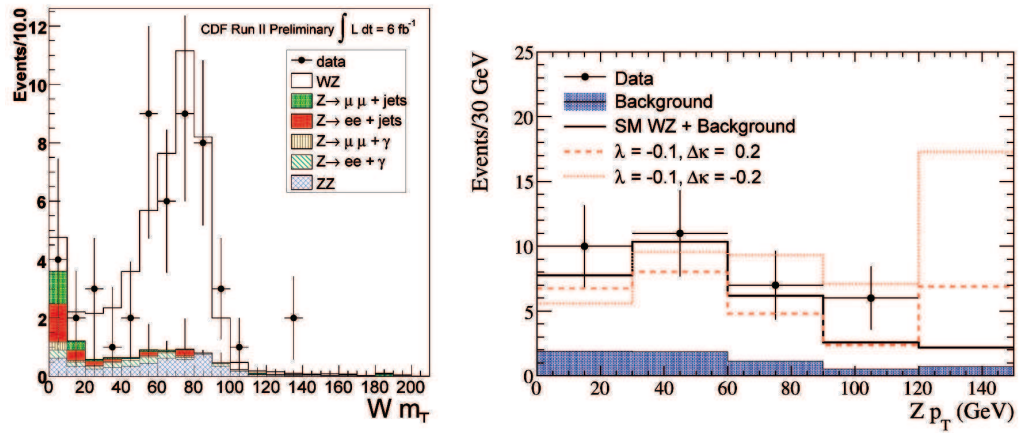 Events/10.0
12
10
8
6
4
2
0
CDF Run II Preliminary ∫ L dt = 6 fb⁻¹
data
WZ
Z→ μ μ + jets
Z→ ee + jets
Z→ μ μ + γ
Z→ ee + γ
ZZ
0 20 40 60 80 100 120 140 160 180 200
W m_T
Events/30 GeV
25
20
15
10
5
0
Data
Background
SM WZ + Background
λ = -0.1, Δκ = 0.2
λ = -0.1, Δκ = -0.2
0 20 40 60 80 100 120 140
Z p_T (GeV)